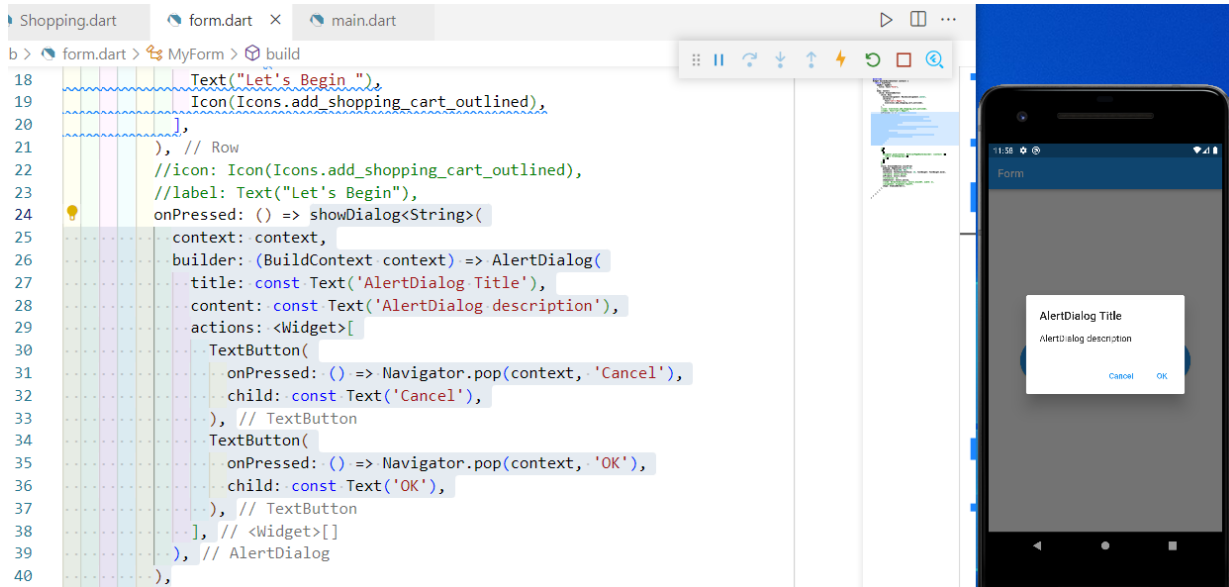 Shopping.dart form.dart × main.dart
b > form.dart > MyForm > build
18 Text("Let's Begin "),
19 Icon(Icons.add_shopping_cart_outlined),
20 ],
21 ), // Row
22 //icon: Icon(Icons.add_shopping_cart_outlined),
23 //label: Text("Let's Begin"),
24 onPressed: () => showDialog<String>(
25 context: context,
26 builder: (BuildContext context) => AlertDialog(
27 title: const Text('AlertDialog Title'),
28 content: const Text('AlertDialog description'),
29 actions: <Widget>[
30 TextButton(
31 onPressed: () => Navigator.pop(context, 'Cancel'),
32 child: const Text('Cancel'),
33 ), // TextButton
34 TextButton(
35 onPressed: () => Navigator.pop(context, 'OK'),
36 child: const Text('OK'),
37 ), // TextButton
38 ], // <Widget>[]
39 ), // AlertDialog
40 ),
11:58
Form
AlertDialog Title
AlertDialog description
Cancel OK